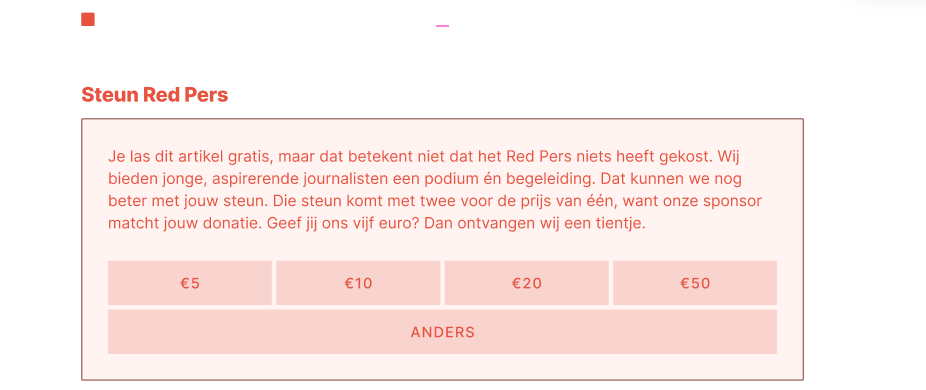 Steun Red Pers
Je las dit artikel gratis, maar dat betekent niet dat het Red Pers niets heeft gekost. Wij
bieden jonge, aspirerende journalisten een podium én begeleiding. Dat kunnen we nog
beter met jouw steun. Die steun komt met twee voor de prijs van één, want onze sponsor
matcht jouw donatie. Geef jij ons vijf euro? Dan ontvangen wij een tientje.
€5 €10 €20 €50
ANDERS